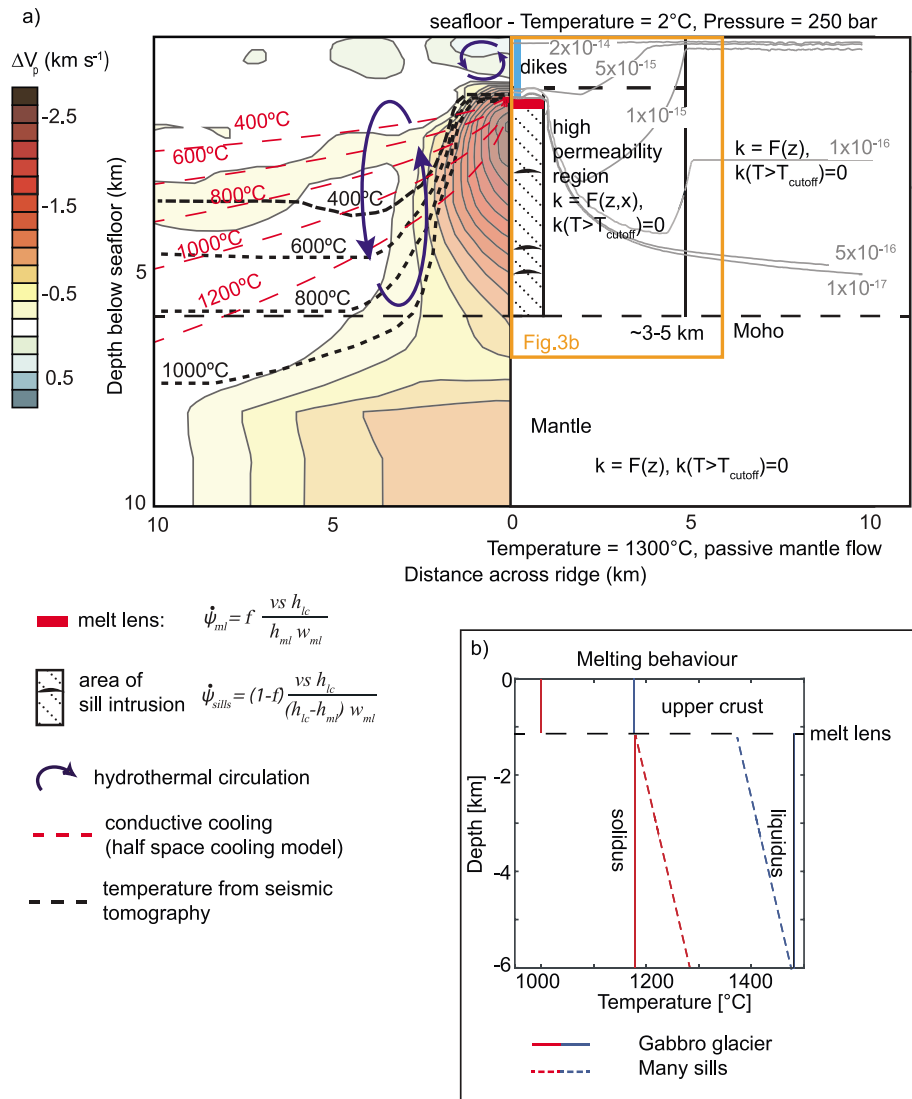 a)
seafloor - Temperature = 2°C, Pressure = 250 bar
ΔVp (km s-1)
-2.5
-1.5
-0.5
0.5
Depth below seafloor (km)
5
10
400ºC
600ºC
800ºC
1000ºC
1200ºC
400ºC
600ºC
800ºC
1000ºC
dikes
2x10-14
5x10-15
1x10-15
high
permeability
region
k = F(z,x),
k(T>Tcutoff)=0
k = F(z),
k(T>Tcutoff)=0
1x10-16
5x10-16
1x10-17
Fig.3b
~3-5 km
Moho
Mantle
k = F(z), k(T>Tcutoff)=0
10
5
0
5
10
Temperature = 1300°C, passive mantle flow
Distance across ridge (km)
melt lens:
ψ̇ml = f vs hlc / hml wml
area of
sill intrusion
ψ̇sills = (1-f) vs hlc / (hlc-hml) wml
hydrothermal circulation
conductive cooling
(half space cooling model)
temperature from seismic
tomography
b)
Melting behaviour
0
-2
-4
-6
Depth [km]
upper crust
melt lens
solidus
liquidus
1000
1200
1400
Temperature [°C]
Gabbro glacier
Many sills